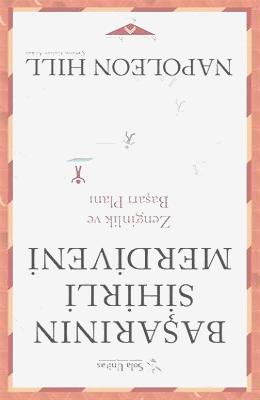 Sola Unitas
BAŞARININ
SİHİRLİ
MERDİVENİ
Zenginlik ve
Başarı Planı
NAPOLEON HILL